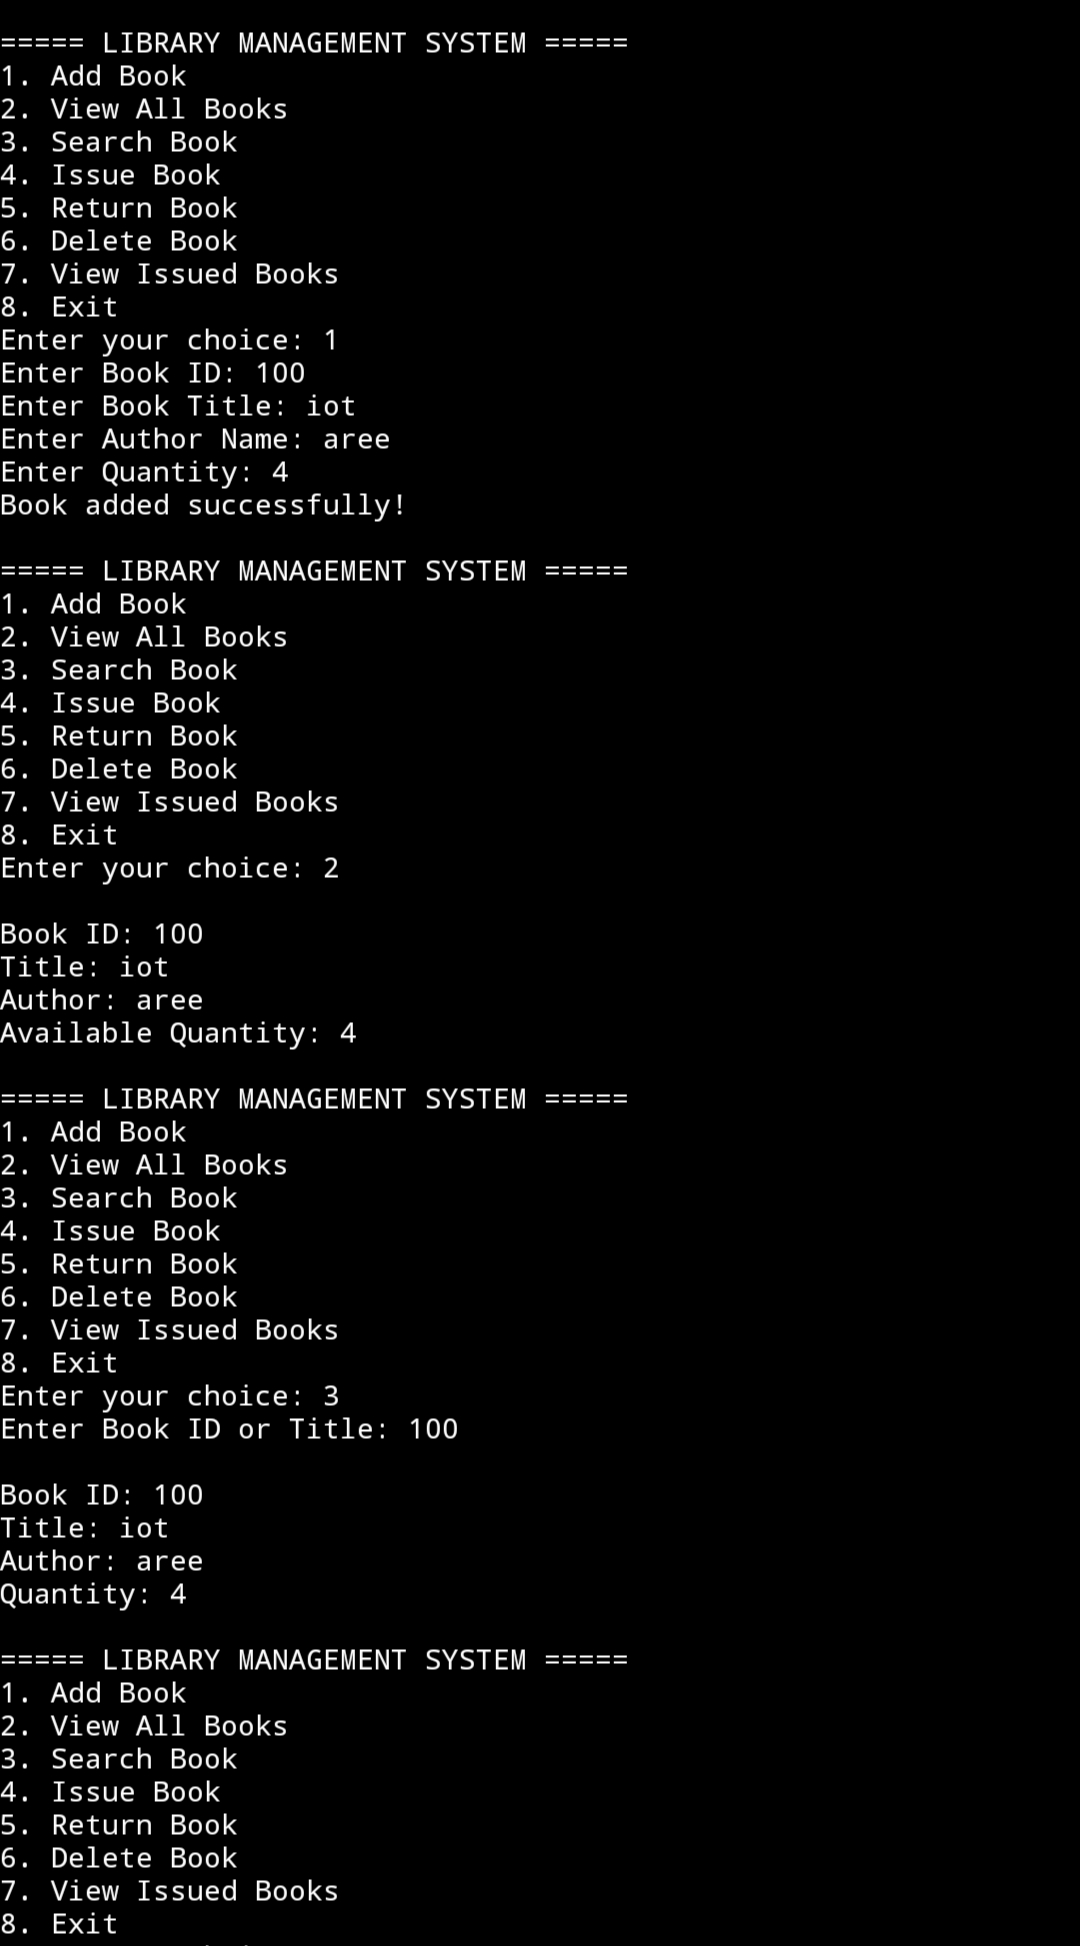 ===== LIBRARY MANAGEMENT SYSTEM =====
1. Add Book
2. View All Books
3. Search Book
4. Issue Book
5. Return Book
6. Delete Book
7. View Issued Books
8. Exit
Enter your choice: 1
Enter Book ID: 100
Enter Book Title: iot
Enter Author Name: aree
Enter Quantity: 4
Book added successfully!
===== LIBRARY MANAGEMENT SYSTEM =====
1. Add Book
2. View All Books
3. Search Book
4. Issue Book
5. Return Book
6. Delete Book
7. View Issued Books
8. Exit
Enter your choice: 2
Book ID: 100
Title: iot
Author: aree
Available Quantity: 4
===== LIBRARY MANAGEMENT SYSTEM =====
1. Add Book
2. View All Books
3. Search Book
4. Issue Book
5. Return Book
6. Delete Book
7. View Issued Books
8. Exit
Enter your choice: 3
Enter Book ID or Title: 100
Book ID: 100
Title: iot
Author: aree
Quantity: 4
===== LIBRARY MANAGEMENT SYSTEM =====
1. Add Book
2. View All Books
3. Search Book
4. Issue Book
5. Return Book
6. Delete Book
7. View Issued Books
8. Exit